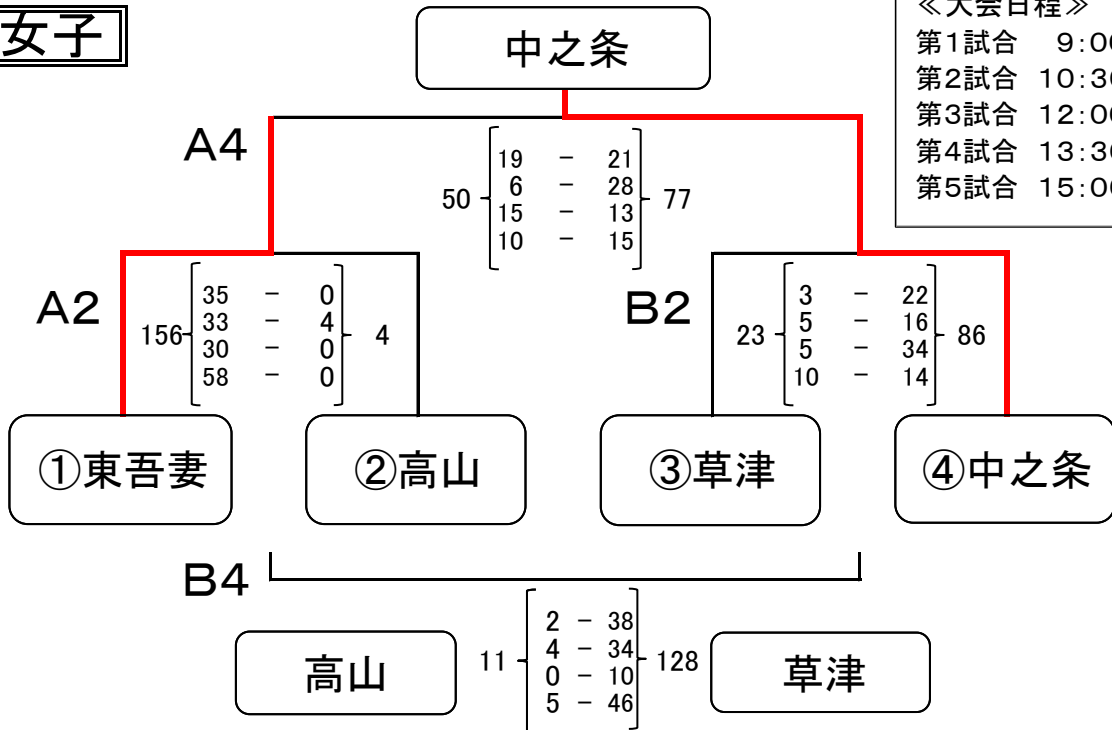 女子
中之条
≪大会日程≫
第1試合 9:00
第2試合 10:30
第3試合 12:00
第4試合 13:30
第5試合 15:00
A4
50
19 － 21
6 － 28
15 － 13
10 － 15
77
A2
156
35 － 0
33 － 4
30 － 0
58 － 0
4
B2
23
3 － 22
5 － 16
5 － 34
10 － 14
86
①東吾妻
②高山
③草津
④中之条
B4
高山
11
2 － 38
4 － 34
0 － 10
5 － 46
128
草津